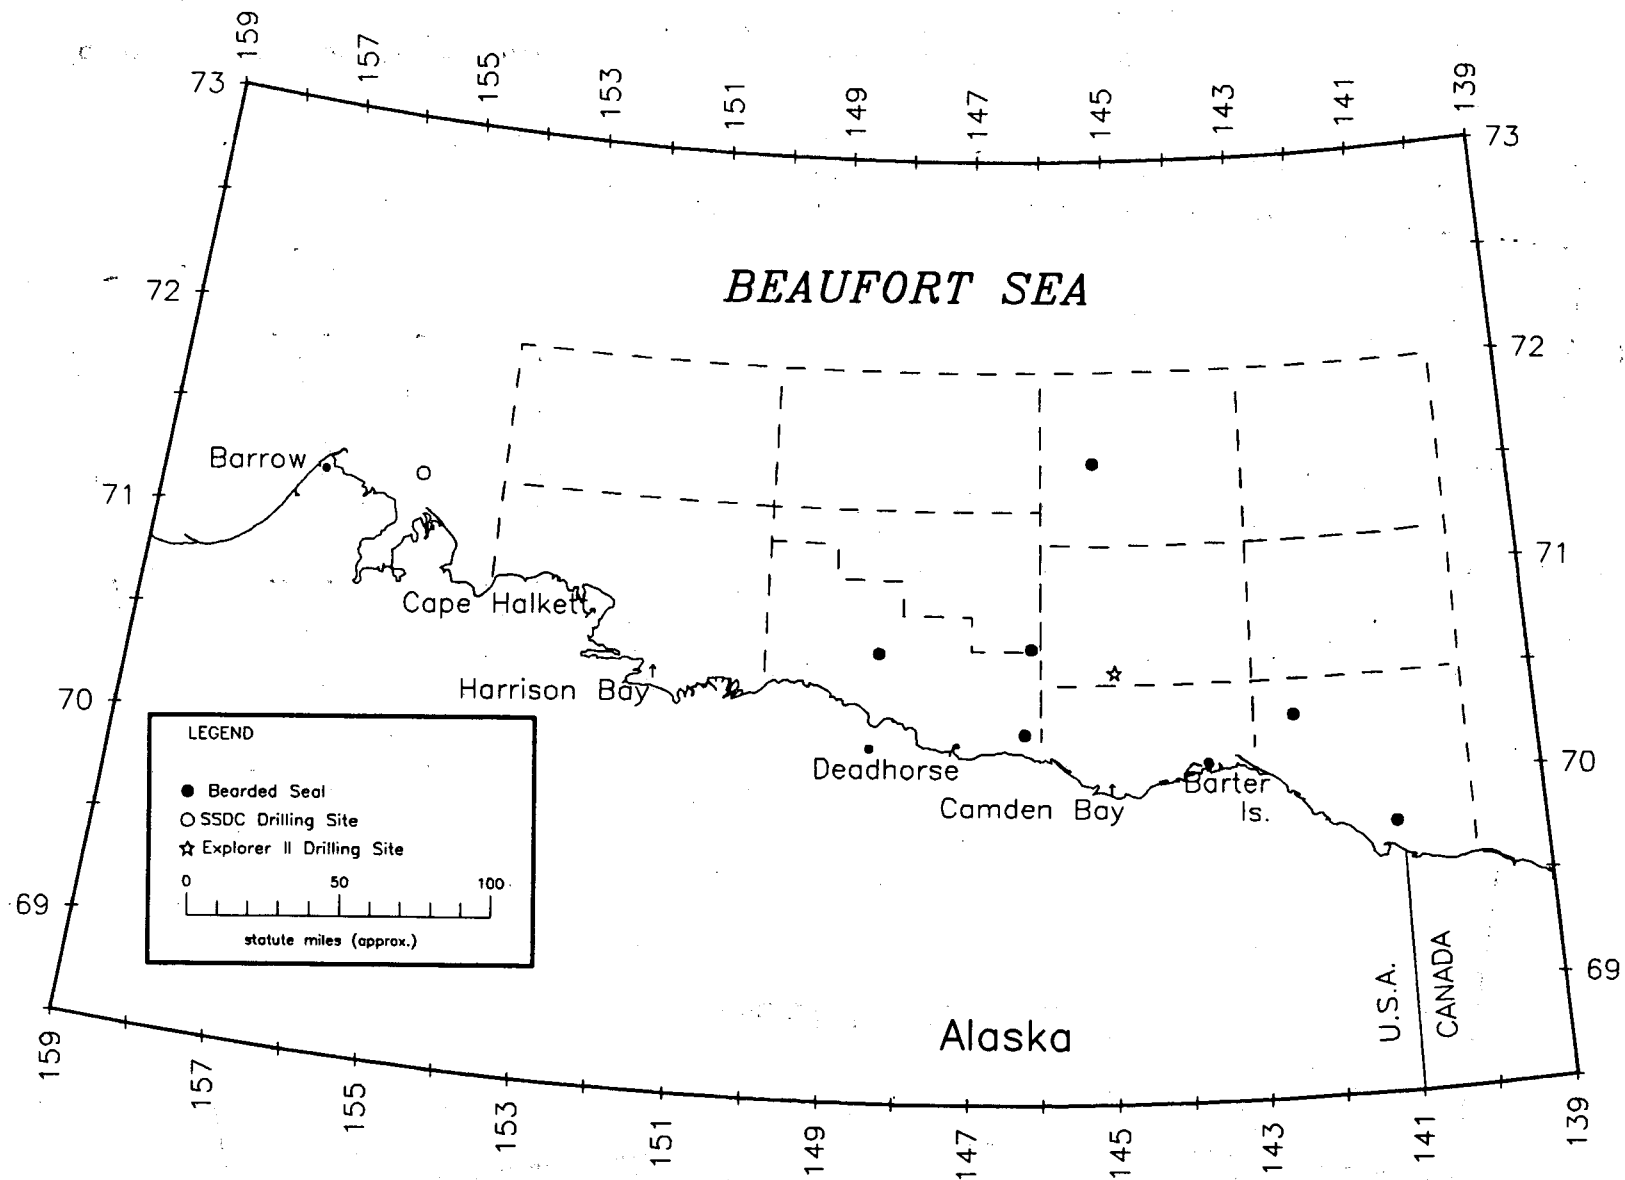 159 157 155 153 151 149 147 145 143 141 139
73 73
BEAUFORT SEA
72 72
Barrow
71 71
Cape Halkett
Harrison Bay
70 70
Deadhorse
Camden Bay
Barter
Is.
LEGEND
Bearded Seal
SSDC Drilling Site
Explorer II Drilling Site
0 50 100
statute miles (approx.)
69 69
U.S.A.
CANADA
Alaska
159 157 155 153 151 149 147 145 143 141 139